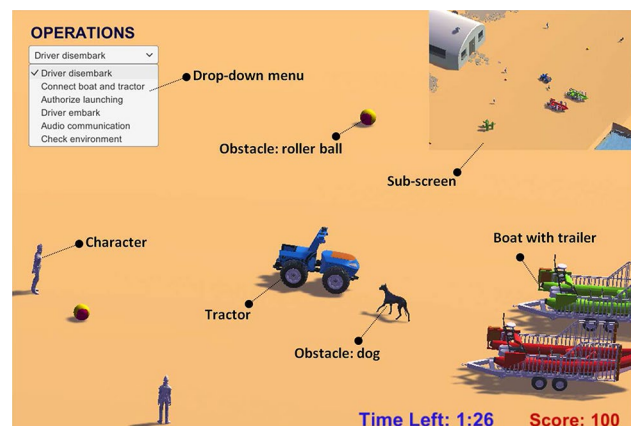 OPERATIONS
Driver disembark
Driver disembark
Connect boat and tractor
Authorize launching
Driver embark
Audio communication
Check environment
Drop-down menu
Obstacle: roller ball
Sub-screen
Character
Boat with trailer
Tractor
Obstacle: dog
Time Left: 1:26
Score: 100